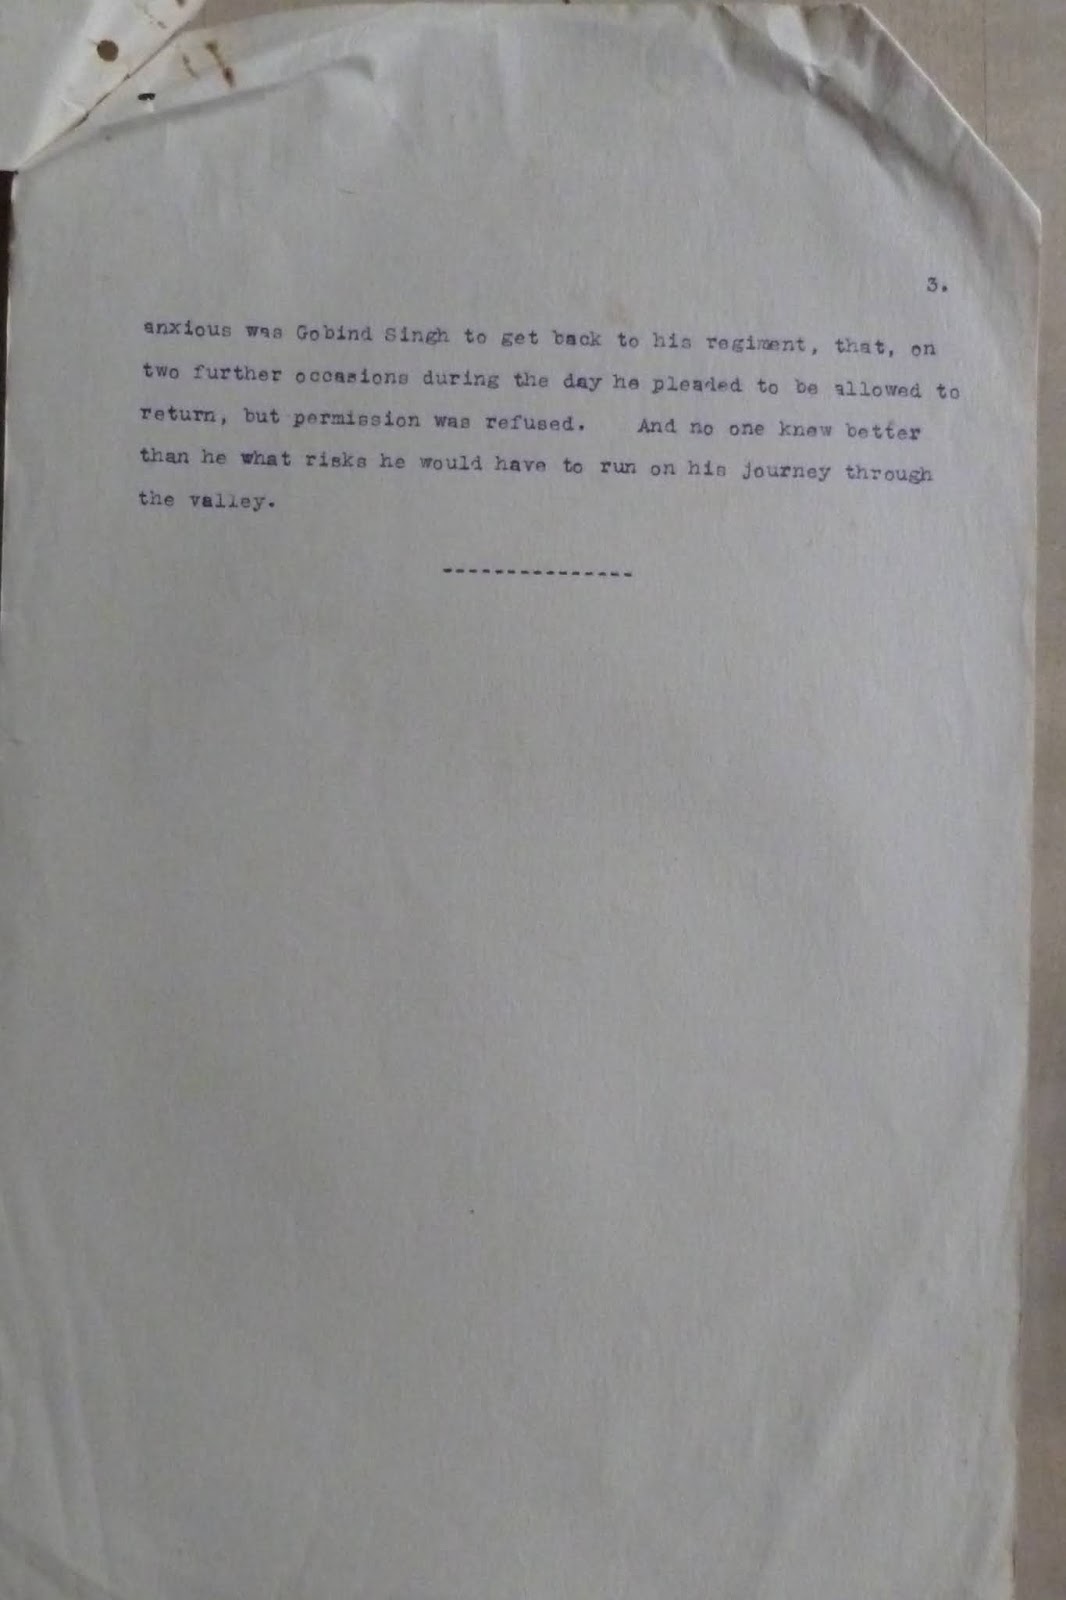 3.
anxious was Gobind Singh to get back to his regiment, that, on
two further occasions during the day he pleaded to be allowed to
return, but permission was refused. And no one knew better
than he what risks he would have to run on his journey through
the valley.
---------------